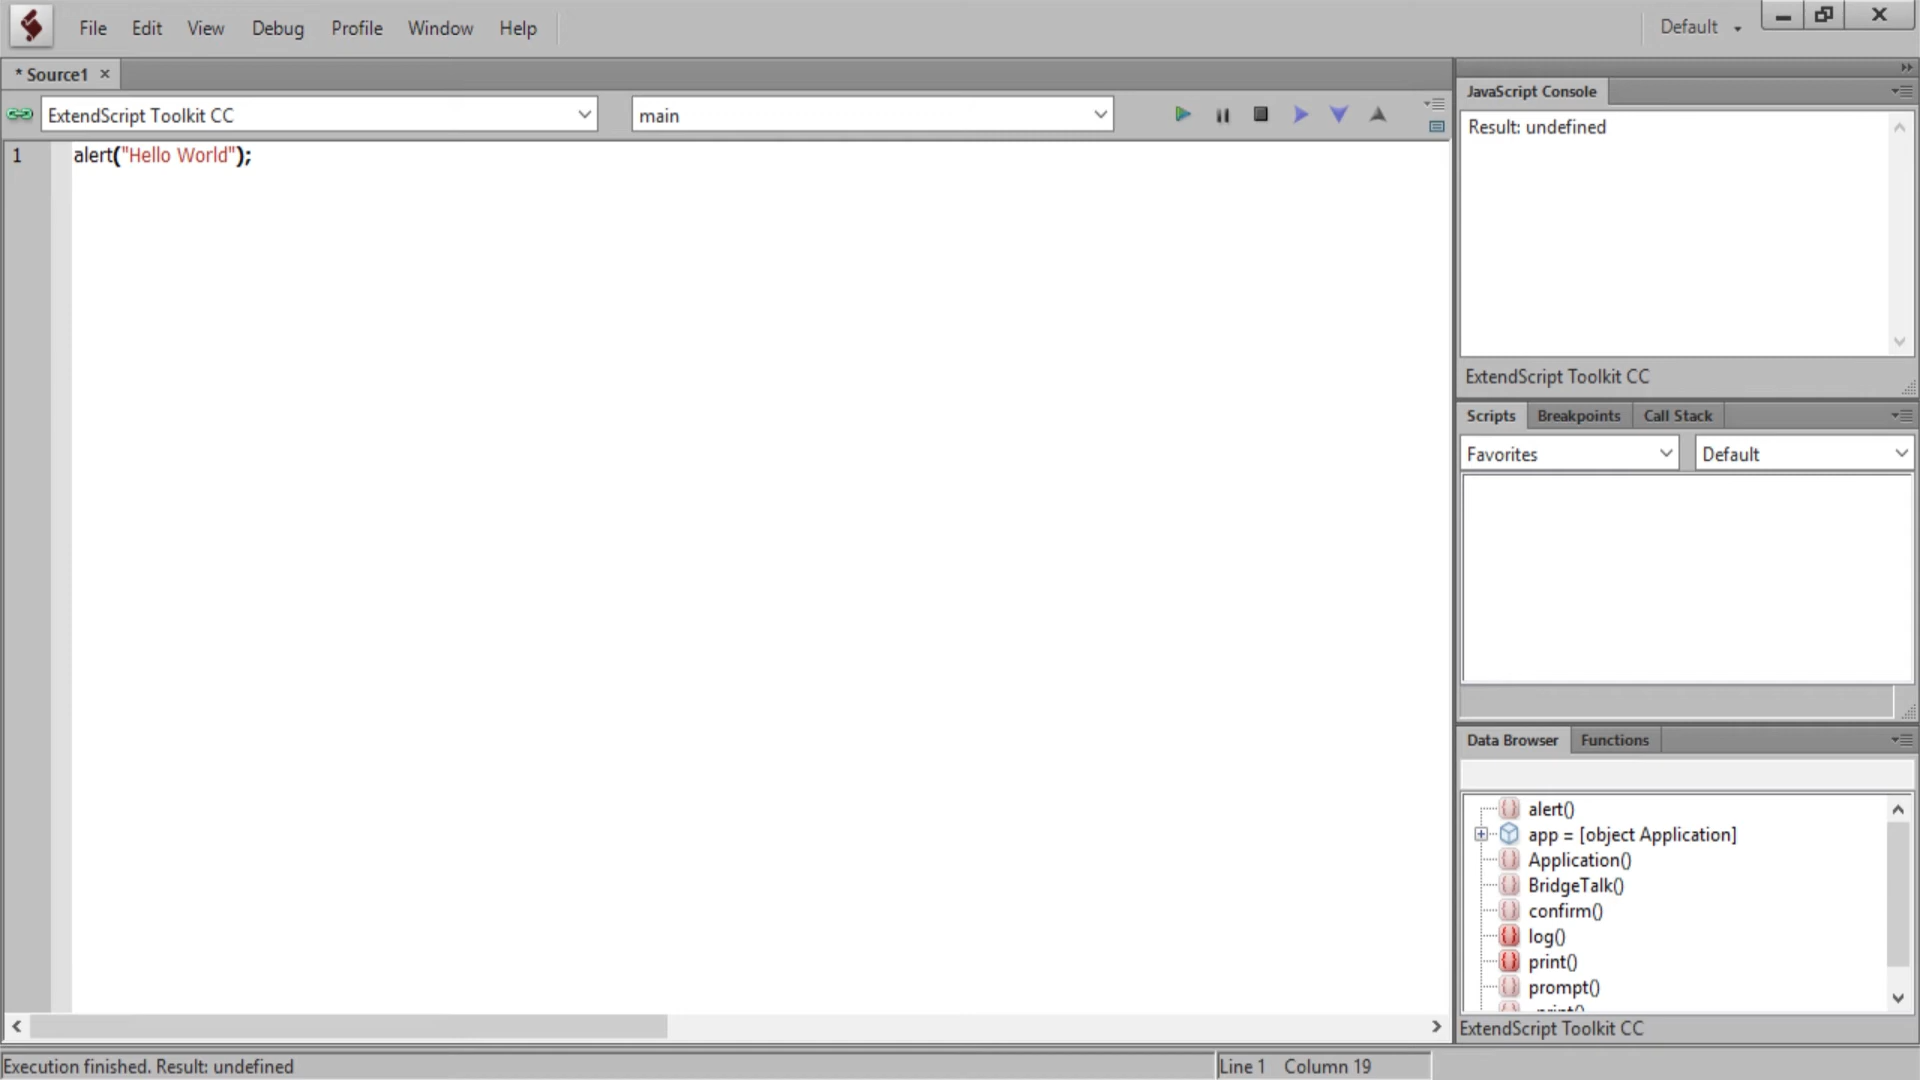 File Edit View Debug Profile Window Help Default
* Source1
ExtendScript Toolkit CC main
1 alert("Hello World");
JavaScript Console
Result: undefined
ExtendScript Toolkit CC
Scripts Breakpoints Call Stack
Favorites Default
Data Browser Functions
alert()
app = [object Application]
Application()
BridgeTalk()
confirm()
log()
print()
prompt()
ExtendScript Toolkit CC
Execution finished. Result: undefined Line 1 Column 19